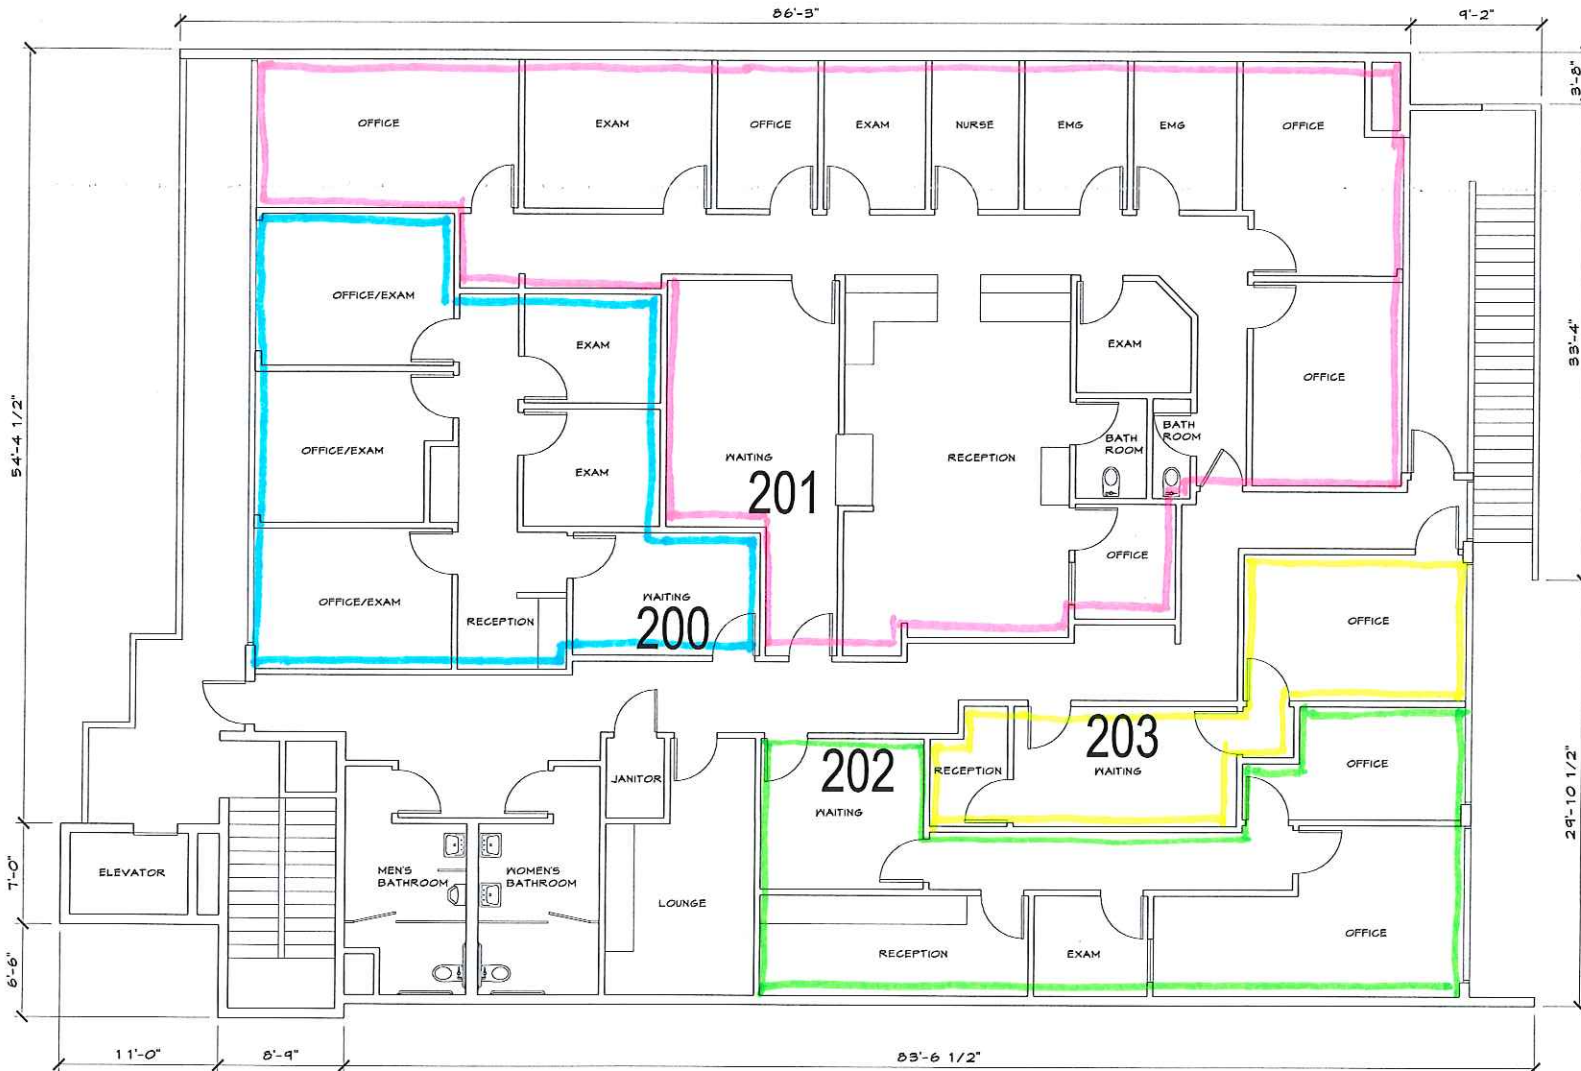 86'-3"
9'-2"
3'-8"
OFFICE
EXAM
OFFICE
EXAM
NURSE
EMG
EMG
OFFICE
OFFICE/EXAM
EXAM
EXAM
33'-4"
OFFICE
54'-4 1/2"
OFFICE/EXAM
EXAM
WAITING
201
RECEPTION
BATH
ROOM
BATH
ROOM
OFFICE
OFFICE/EXAM
RECEPTION
WAITING
200
OFFICE
203
RECEPTION
WAITING
202
WAITING
OFFICE
JANITOR
29'-10 1/2"
ELEVATOR
7'-0"
MEN'S
BATHROOM
WOMEN'S
BATHROOM
LOUNGE
OFFICE
RECEPTION
EXAM
6'-6"
11'-0"
8'-9"
83'-6 1/2"